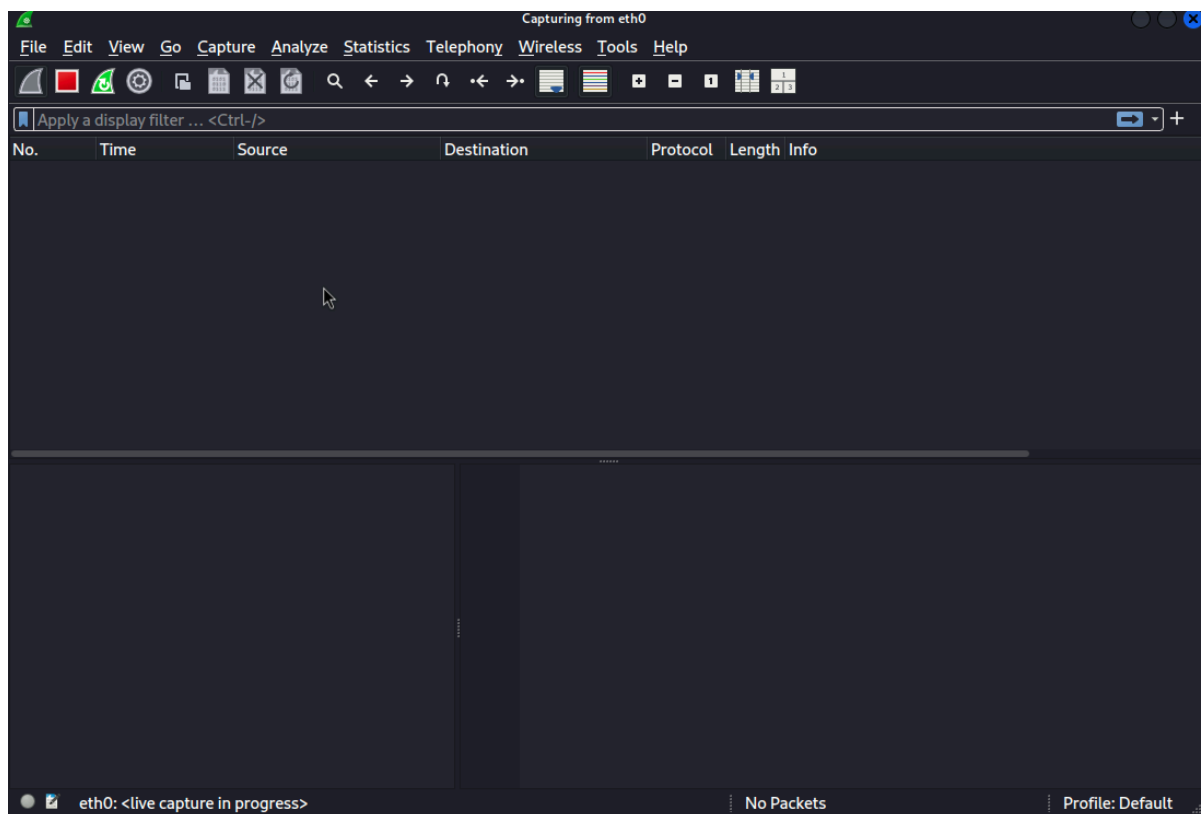 Capturing from eth0
File Edit View Go Capture Analyze Statistics Telephony Wireless Tools Help
Apply a display filter ... <Ctrl-/>
No. Time Source Destination Protocol Length Info
eth0: <live capture in progress> No Packets Profile: Default